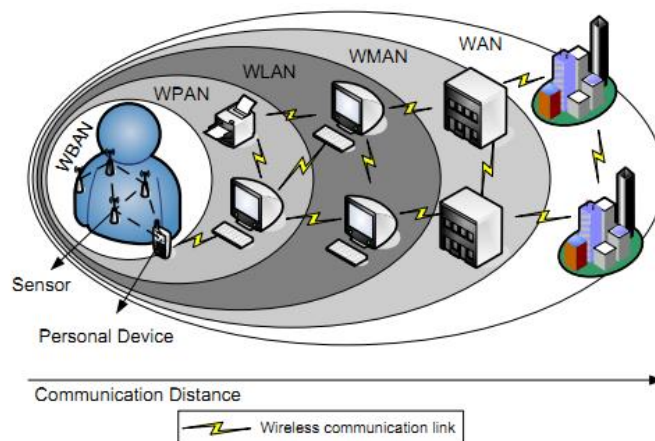 WAN
WMAN
WLAN
WPAN
WBAN
Sensor
Personal Device
Communication Distance
Wireless communication link